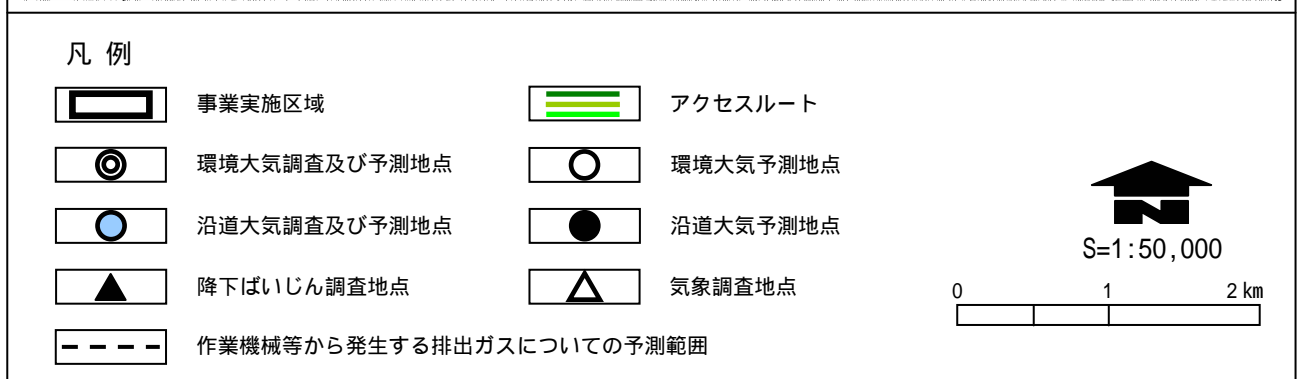 凡 例
事業実施区域
アクセスルート
環境大気調査及び予測地点
環境大気予測地点
沿道大気調査及び予測地点
沿道大気予測地点
降下ばいじん調査地点
気象調査地点
作業機械等から発生する排出ガスについての予測範囲
N
S=1:50,000
0 1 2 km